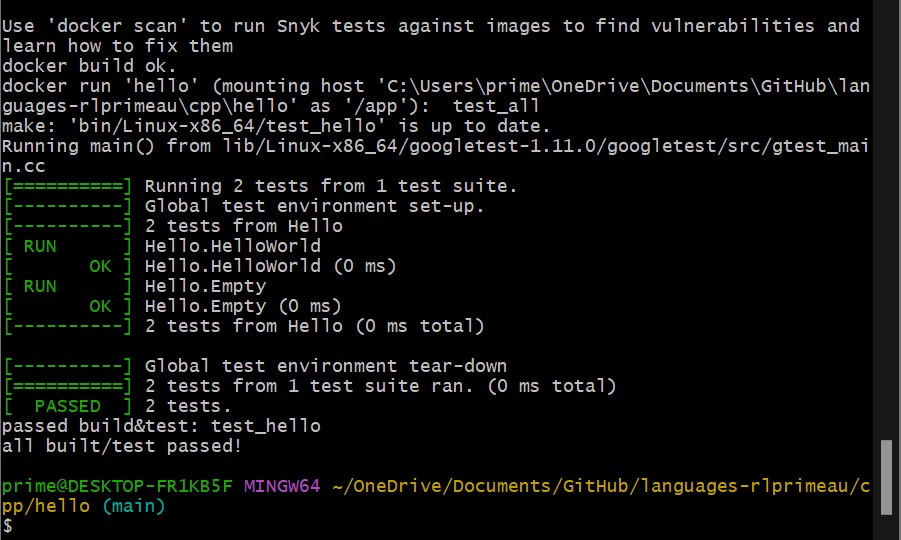 Use 'docker scan' to run Snyk tests against images to find vulnerabilities and
learn how to fix them
docker build ok.
docker run 'hello' (mounting host 'C:\Users\prime\OneDrive\Documents\GitHub\lan
guages-rlprimeau\cpp\hello' as '/app'):  test_all
make: 'bin/Linux-x86_64/test_hello' is up to date.
Running main() from lib/Linux-x86_64/googletest-1.11.0/googletest/src/gtest_mai
n.cc
[==========] Running 2 tests from 1 test suite.
[----------] Global test environment set-up.
[----------] 2 tests from Hello
[ RUN      ] Hello.HelloWorld
[       OK ] Hello.HelloWorld (0 ms)
[ RUN      ] Hello.Empty
[       OK ] Hello.Empty (0 ms)
[----------] 2 tests from Hello (0 ms total)

[----------] Global test environment tear-down
[==========] 2 tests from 1 test suite ran. (0 ms total)
[  PASSED  ] 2 tests.
passed build&test: test_hello
all built/test passed!

prime@DESKTOP-FR1KB5F MINGW64 ~/OneDrive/Documents/GitHub/languages-rlprimeau/c
pp/hello (main)
$